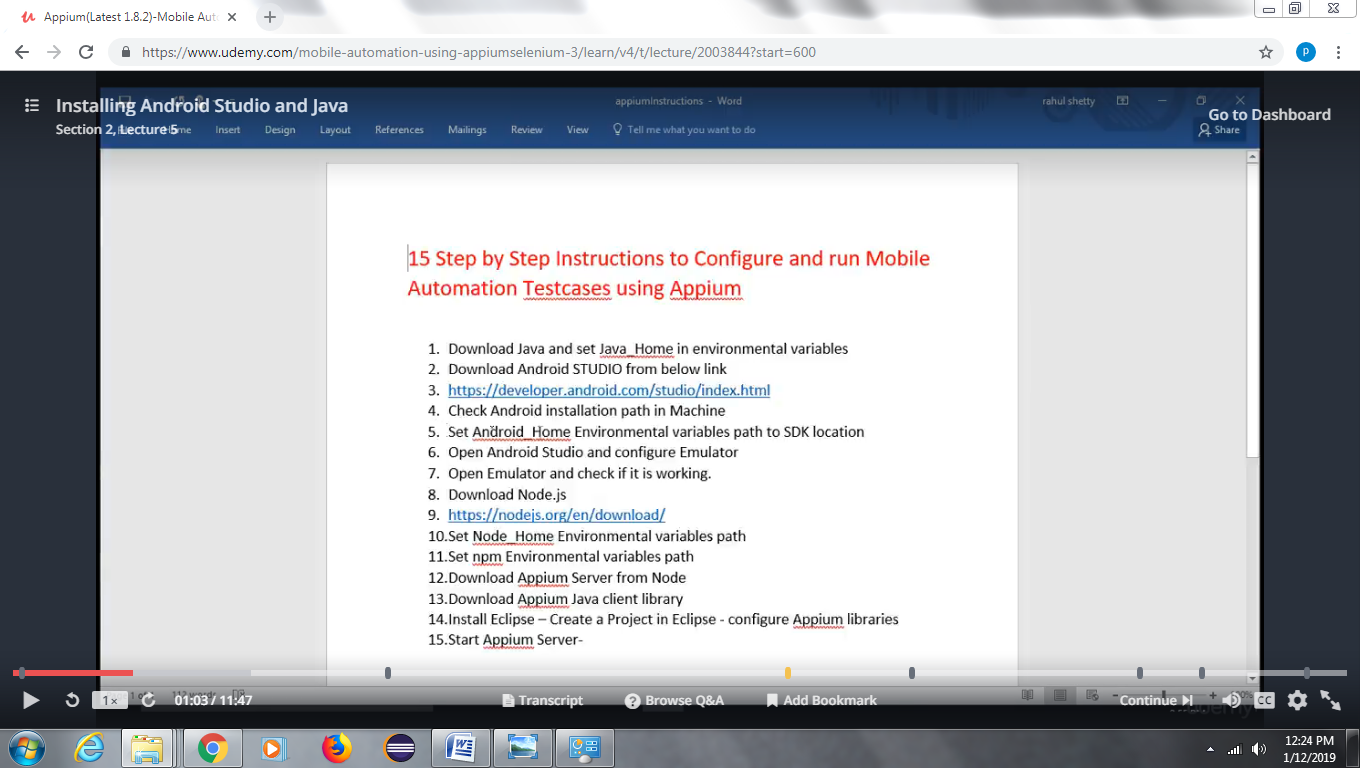 Appium(Latest 1.8.2)-Mobile Aut
https://www.udemy.com/mobile-automation-using-appiumselenium-3/learn/v4/t/lecture/2003844?start=600
p
Installing Android Studio and Java
Section 2, Lecture 5
appiumInstructions - Word
rahul shetty
Go to Dashboard
Home Insert Design Layout References Mailings Review View Tell me what you want to do
Share
15 Step by Step Instructions to Configure and run Mobile
Automation Testcases using Appium
1. Download Java and set Java_Home in environmental variables
2. Download Android STUDIO from below link
3. https://developer.android.com/studio/index.html
4. Check Android installation path in Machine
5. Set Android_Home Environmental variables path to SDK location
6. Open Android Studio and configure Emulator
7. Open Emulator and check if it is working.
8. Download Node.js
9. https://nodejs.org/en/download/
10.Set Node_Home Environmental variables path
11.Set npm Environmental variables path
12.Download Appium Server from Node
13.Download Appium Java client library
14.Install Eclipse – Create a Project in Eclipse - configure Appium libraries
15.Start Appium Server-
1x
01:03 / 11:47
Transcript
? Browse Q&A
Add Bookmark
Continue
CC
12:24 PM
1/12/2019